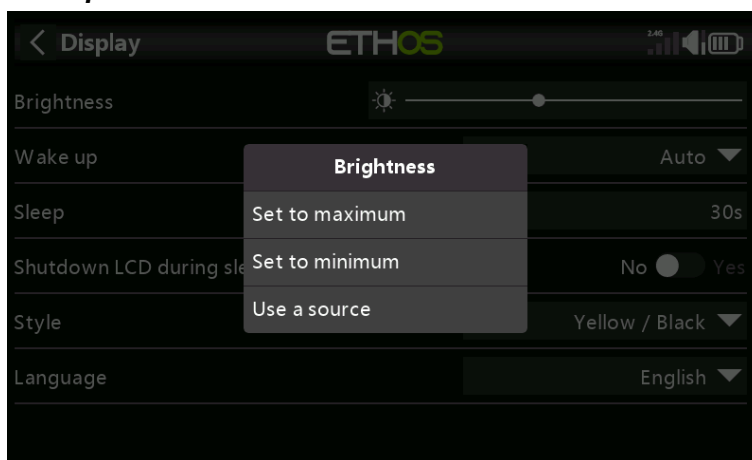 Display
ETHOS
2.4G
Brightness
Wake up
Auto
Brightness
Set to maximum
Sleep
30s
Set to minimum
Shutdown LCD during sle
No
Yes
Use a source
Style
Yellow / Black
Language
English